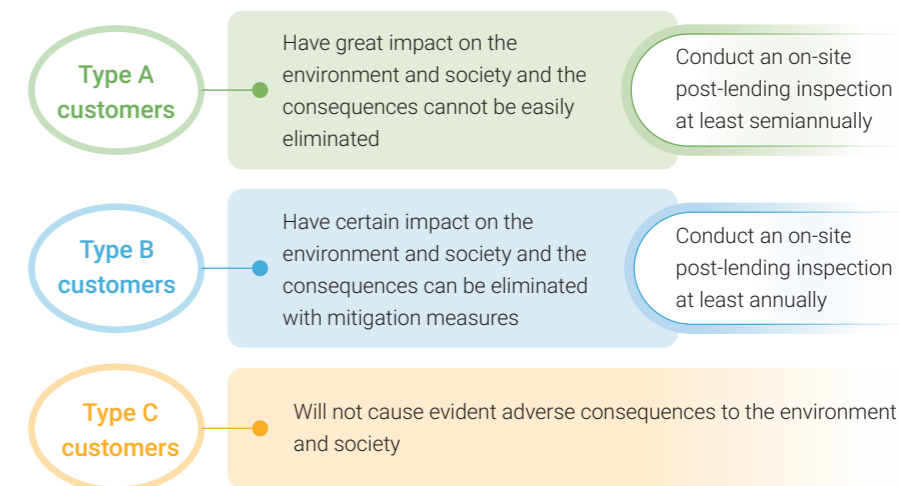 Type A
customers
Have great impact on the
environment and society and the
consequences cannot be easily
eliminated
Conduct an on-site
post-lending inspection
at least semiannually
Type B
customers
Have certain impact on the
environment and society and the
consequences can be eliminated
with mitigation measures
Conduct an on-site
post-lending inspection
at least annually
Type C
customers
Will not cause evident adverse consequences to the environment
and society